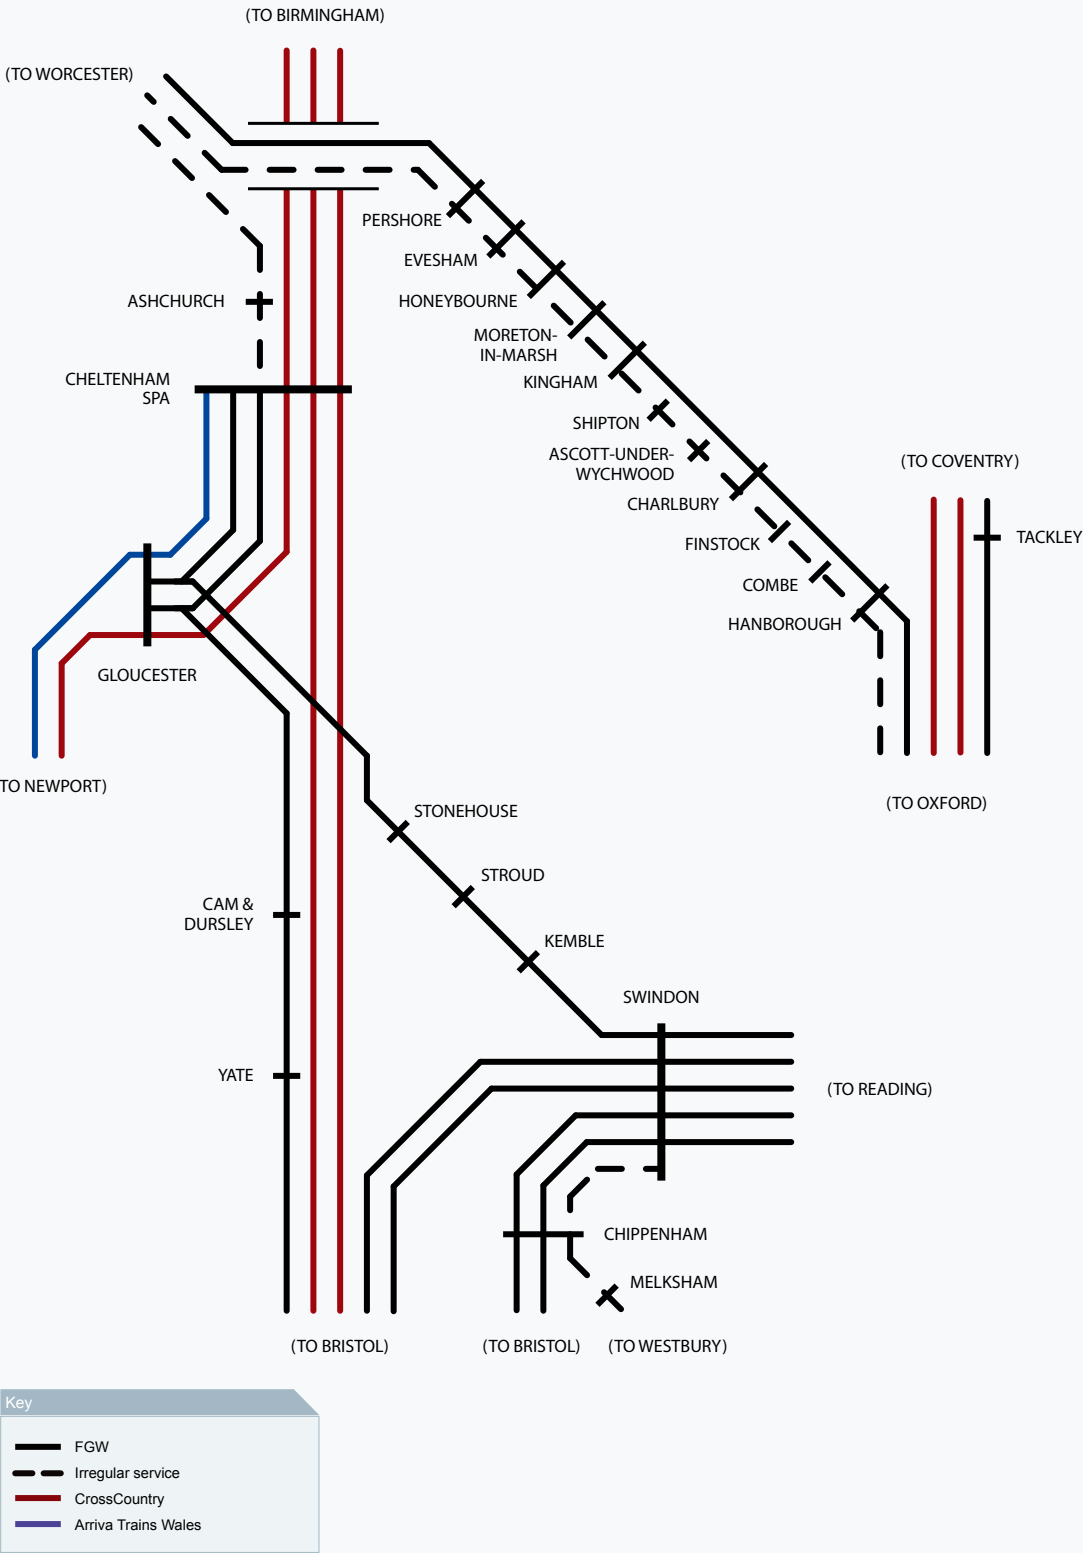 (TO BIRMINGHAM)
(TO WORCESTER)
PERSHORE
EVESHAM
HONEYBOURNE
ASHCHURCH
MORETON-
IN-MARSH
CHELTENHAM
SPA
KINGHAM
SHIPTON
ASCOTT-UNDER-
WYCHWOOD
(TO COVENTRY)
CHARLBURY
TACKLEY
FINSTOCK
COMBE
HANBOROUGH
GLOUCESTER
TO NEWPORT)
(TO OXFORD)
STONEHOUSE
STROUD
CAM &
DURSLEY
KEMBLE
SWINDON
YATE
(TO READING)
CHIPPENHAM
MELKSHAM
(TO BRISTOL)
(TO BRISTOL)
(TO WESTBURY)
Key
FGW
Irregular service
CrossCountry
Arriva Trains Wales